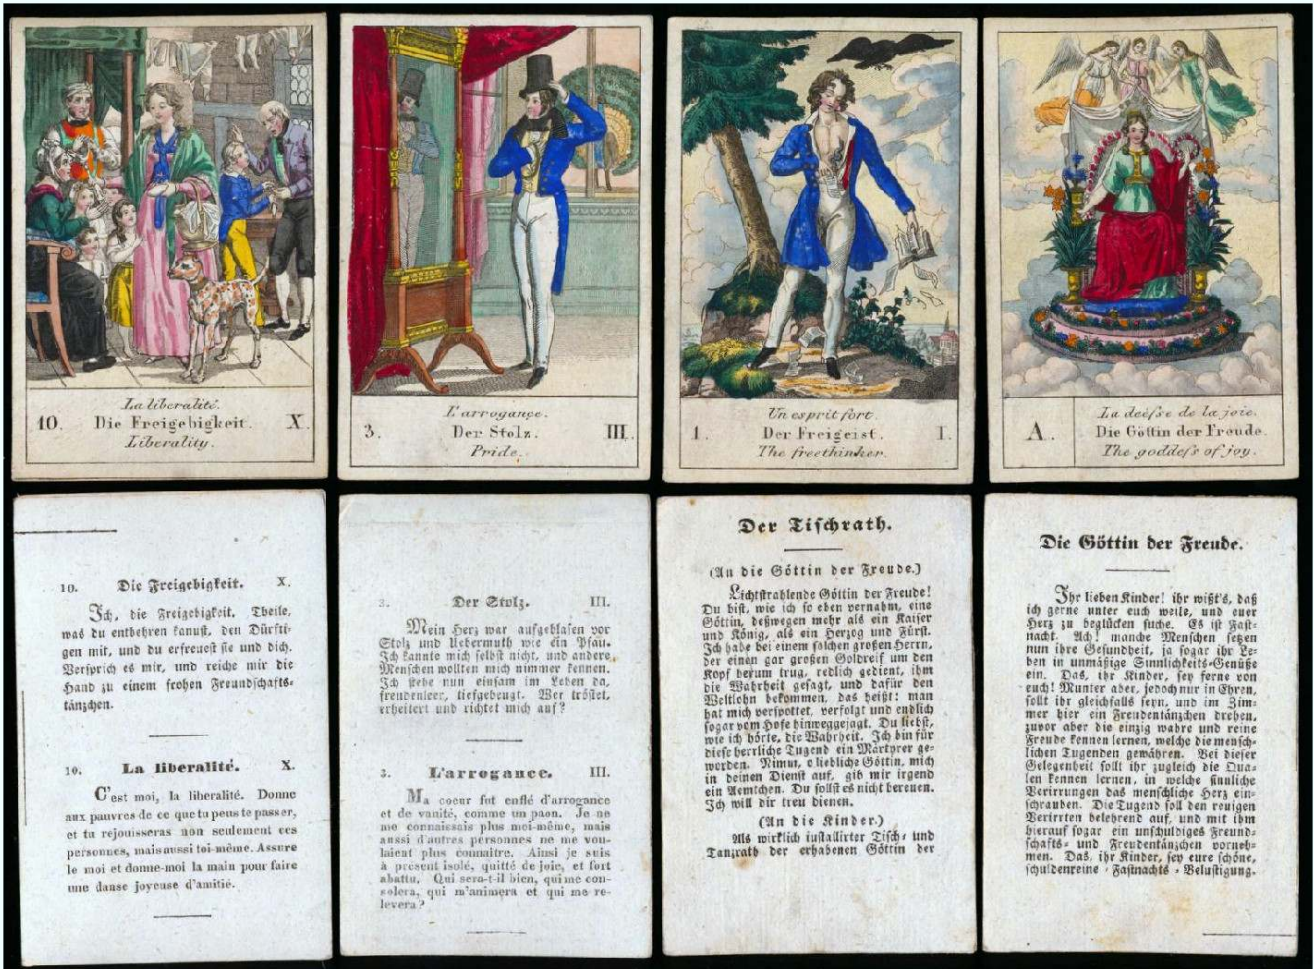 La liberalité.
10. Die Freigebigkeit. X.
Liberality.
L'arrogance.
3. Der Stolz. III.
Pride.
Un esprit fort.
1. Der Freigeist. I.
The freethinker.
La deésse de la joie.
A. Die Göttin der Freude.
The goddess of joy.
10. Die Freigebigkeit. X.
Ich, die Freigebigkeit. Theile,
was du entbehren kanust, den Dürfti-
gen mit, und du erfreuest sie und dich.
Versprich es mir, und reiche mir die
Hand zu einem frohen Freundschafts-
tänzchen.
10. La liberalité. X.
C'est moi, la liberalité. Donne
aux pauvres de ce que tu peus te passer,
et tu rejouisseras non seulement ces
personnes, mais aussi toi-même. Assure
le moi et donne-moi la main pour faire
une danse joyeuse d'amitié.
3. Der Stolz. III.
Mein Herz war aufgeblasen vor
Stolz und Uebermuth wie ein Pfau.
Ich kannte mich selbst nicht, und andere
Menschen wollten mich nimmer kennen.
Ich stehe nun einsam im Leben da,
freudenleer, tiefgebeugt. Wer tröstet,
erheitert und richtet mich auf?
3. L'arrogance. III.
Ma coeur fut enflé d'arrogance
et de vanité, comme un paon. Je ne
me connaissais plus moi-même, mais
aussi d'autres personnes ne me vou-
laient plus connaitre. Ainsi je suis
à présent isolé, quitté de joie, et fort
abattu. Qui sera-t-il bien, qui me con-
solera, qui m'animera et qui me re-
levera?
Der Tischrath.
(An die Göttin der Freude.)
Lichtstrahlende Göttin der Freude!
Du bist, wie ich so eben vernahm, eine
Göttin, deßwegen mehr als ein Kaiser
und König, als ein Herzog und Fürst.
Ich habe bei einem solchen großen Herrn,
der einen gar großen Goldreif um den
Kopf herum trug, redlich gedient, ihm
die Wahrheit gesagt, und dafür den
Weltlohn bekommen, das heißt: man
hat mich verspottet, verfolgt und endlich
sogar vom Hofe hinweggejagt. Du liebst,
wie ich hörte, die Wahrheit. Ich bin für
diese herrliche Tugend ein Märtyrer ge-
worden. Nimm, o liebliche Göttin, mich
in deinen Dienst auf, gib mir irgend
ein Aemtchen. Du sollst es nicht bereuen.
Ich will dir treu dienen.
(An die Kinder.)
Als wirklich installirter Tisch- und
Tanzrath der erhabenen Göttin der
Die Göttin der Freude.
Ihr lieben Kinder! ihr wißt's, daß
ich gerne unter euch weile, und euer
Herz zu beglücken suche. Es ist Fast-
nacht. Ach! manche Menschen setzen
nun ihre Gesundheit, ja sogar ihr Le-
ben in unmäßige Sinnlichkeits-Genüße
ein. Das, ihr Kinder, sey ferne von
euch! Munter aber, jedoch nur in Ehren,
sollt ihr gleichfalls seyn, und im Zim-
mer hier ein Freudentänzchen drehen,
zuvor aber die einzig wahre und reine
Freude kennen lernen, welche die mensch-
lichen Tugenden gewähren. Bei dieser
Gelegenheit sollt ihr zugleich die Qua-
len kennen lernen, in welche sinnliche
Verirrungen das menschliche Herz ein-
schrauben. Die Tugend soll den reuigen
Verirrten belehrend auf, und mit ihm
hierauf sogar ein unschuldiges Freund-
schafts- und Freudentänzchen vorneh-
men. Das, ihr Kinder, sey eure schöne,
schuldenreine Fastnachts-Belustigung.